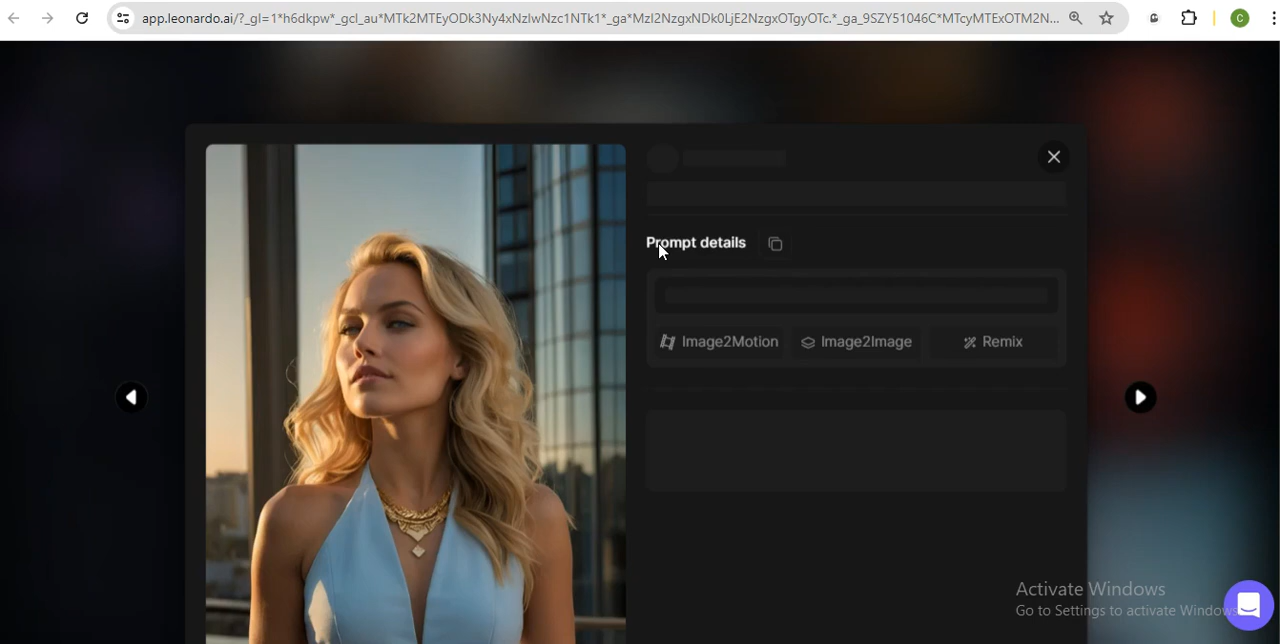 app.leonardo.ai/?_gl=1*h6dkpw*_gcl_au*MTk2MTEyODk3Ny4xNzIwNzc1NTk1*_ga*MzI2NzgxNDk0LjE2NzgxOTgyOTc.*_ga_9SZY51046C*MTcyMTExOTM2N...
C
Prompt details
Image2Motion Image2Image Remix
Activate Windows
Go to Settings to activate Windows